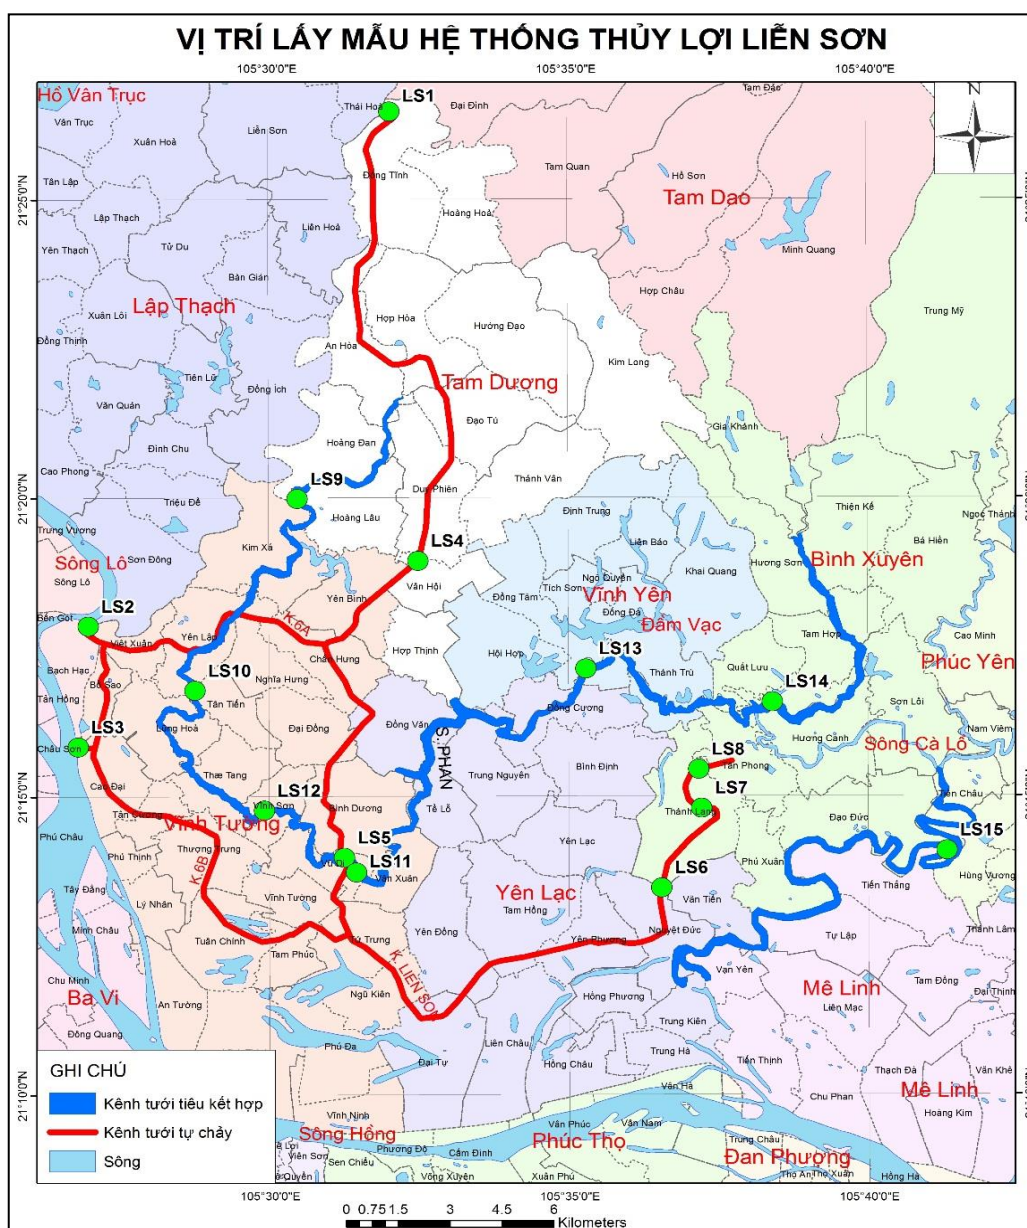 VỊ TRÍ LẤY MẪU HỆ THỐNG THỦY LỢI LIỄN SƠN
105°30'0"E 105°35'0"E 105°40'0"E
Hồ Vân Trục
Thái Hoà
LS1
Đại Đình
Tam Đảo
N
Vân Trục
Xuân Hoà
Liễn Sơn
Tam Quan
Hồ Sơn
Tân Lập
Đồng Tĩnh
Tam Dao
21°25'0"N
Lập Thạch
Liên Hoà
Hoàng Hoa
Yên Thạch
Tử Du
Minh Quang
Bàn Gián
Hợp Châu
Lập Thạch
Xuân Lôi
Hợp Hòa
Hướng Đạo
Trung Mỹ
Đồng Thịnh
An Hòa
Kim Long
Tiên Lữ
Tam Dương
Văn Quán
Đồng ích
Đạo Tú
Gia Khánh
Đình Chu
Hoàng Đan
Cao Phong
LS9
Duy Phiên
Thanh Vân
Triệu Đề
Thiện Kế
21°20'0"N
Trưng Vương
Hoàng Lâu
Định Trung
Ngọc Thanh
Bá Hiến
Sông Lô
Kim Xá
LS4
Liên Bảo
Hương Sơn
Bình Xuyên
Sơn Đông
Khai Quang
Sông Lô
Văn Hội
Ngô Quyền
Tích Sơn
Yên Bình
Đồng Tâm
Vĩnh Yên
LS2
Đống Đa
Bến Gót
K.6A
Đầm Vạc
Tam Hợp
Cao Minh
Việt Xuân
Yên Lập
Chấn Hưng
Hợp Thịnh
Hội Hợp
LS13
Phúc Yên
Bạch Hạc
LS10
Nghĩa Hưng
Thanh Trù
Quất Lưu
Bồ Sao
LS14
Tân Hồng
Tân Tiến
Đồng Cương
Sơn Lôi
Lũng Hoà
Đại Đồng
Đồng Văn
Hương Canh
Nam Viêm
LS3
S. PHAN
Sông Cà Lồ
Châu Sơn
LS8
Trung Nguyên
Bình Định
Tân Phong
Cao Đại
Thổ Tang
LS12
LS7
Tiền Châu
21°15'0"N
Vĩnh Sơn
Bình Dương
Tề Lỗ
Thanh Lãng
Vĩnh Tường
Đạo Đức
Phú Châu
Yên Lạc
LS15
Thượng Trưng
LS5
Phú Thịnh
K.6B
LS11
Phú Xuân
Tây Đằng
Vân Xuân
LS6
Tiến Thắng
Hùng Vương
Vĩnh Tường
Yên Lạc
Văn Tiến
Lý Nhân
Tam Hồng
Minh Châu
Tuân Chính
Yên Đồng
Nguyệt Đức
Thanh Lâm
Tứ Trưng
Yên Phương
Tự Lập
Tam Phúc
K. LIEN SON
Vạn Yên
Chu Minh
Ngũ Kiên
Hồng Phương
Mê Linh
Tam Đồng
Ba Vi
An Tường
Đại Thịnh
Liên Mạc
Đông Quang
Phú Đa
Trung Kiên
Liên Châu
Đại Tự
Trung Hà
Tiến Thịnh
Hồng Châu
Thạch Đà
Văn Khê
21°10'0"N
Vân Hà
Mê Linh
Chu Phan
Hoàng Kim
Vĩnh Ninh
Sông Hồng
Vân Phúc
Vân Nam
Phúc Thọ
Phương Độ
Cẩm Đình
Trung Châu
Đan Phượng
Viên Sơn
Sen Chiểu
Thọ An
Thọ Xuân
Hồng Hà
Võng Xuyên
Xuân Phú
GHI CHÚ
Kênh tưới tiêu kết hợp
Kênh tưới tự chảy
Sông
105°30'0"E 105°35'0"E 105°40'0"E
0 0.75 1.5 3 4.5 6
Kilometers